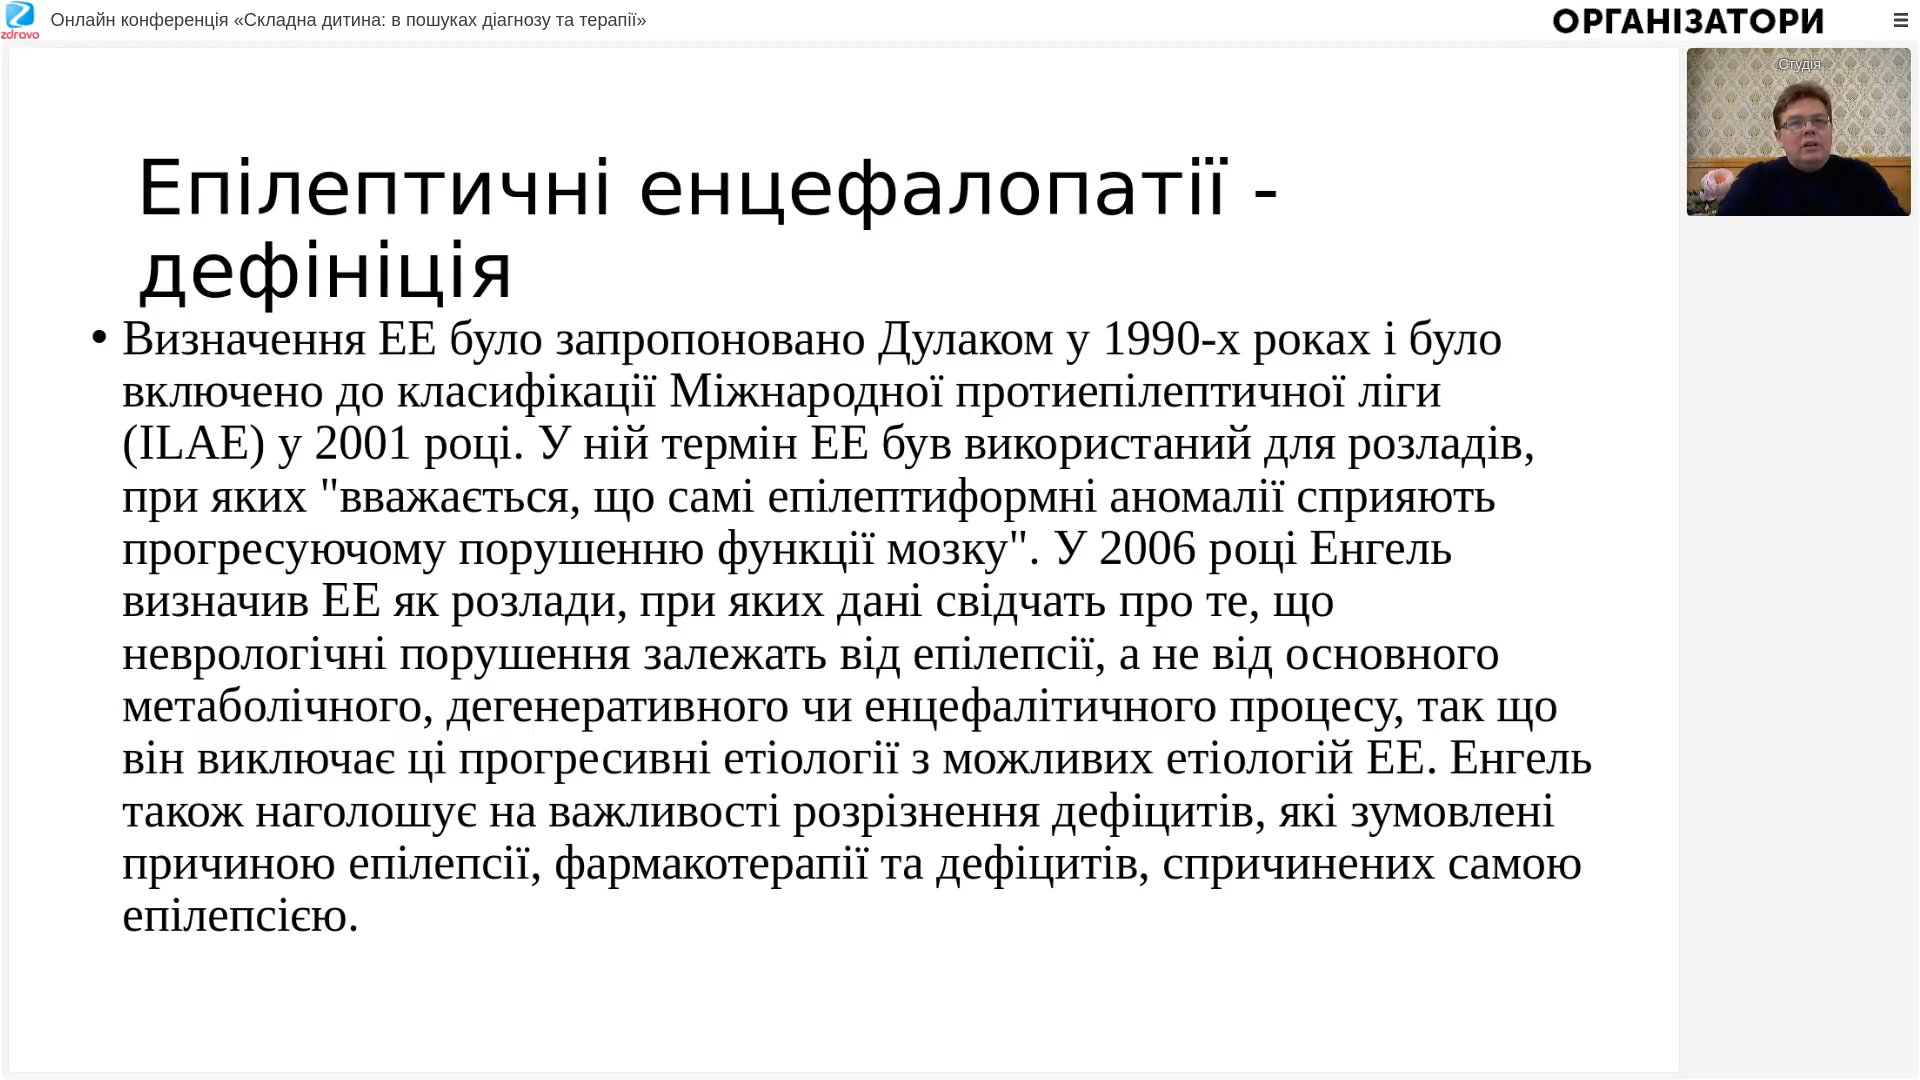 zdravo
Онлайн конференція «Складна дитина: в пошуках діагнозу та терапії»
ОРГАНІЗАТОРИ
Студія
Епілептичні енцефалопатії -
дефініція
• Визначення ЕЕ було запропоновано Дулаком у 1990-х роках і було
включено до класифікації Міжнародної протиепілептичної ліги
(ILAE) у 2001 році. У ній термін ЕЕ був використаний для розладів,
при яких "вважається, що самі епілептиформні аномалії сприяють
прогресуючому порушенню функції мозку". У 2006 році Енгель
визначив ЕЕ як розлади, при яких дані свідчать про те, що
неврологічні порушення залежать від епілепсії, а не від основного
метаболічного, дегенеративного чи енцефалітичного процесу, так що
він виключає ці прогресивні етіології з можливих етіологій ЕЕ. Енгель
також наголошує на важливості розрізнення дефіцитів, які зумовлені
причиною епілепсії, фармакотерапії та дефіцитів, спричинених самою
епілепсією.